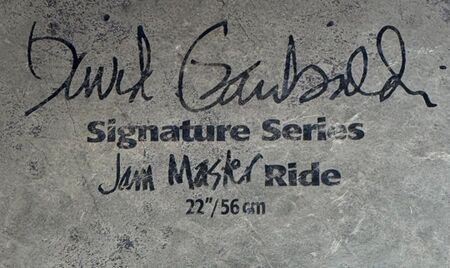 David Garibaldi
Signature Series
Jam Master Ride
22"/56 cm